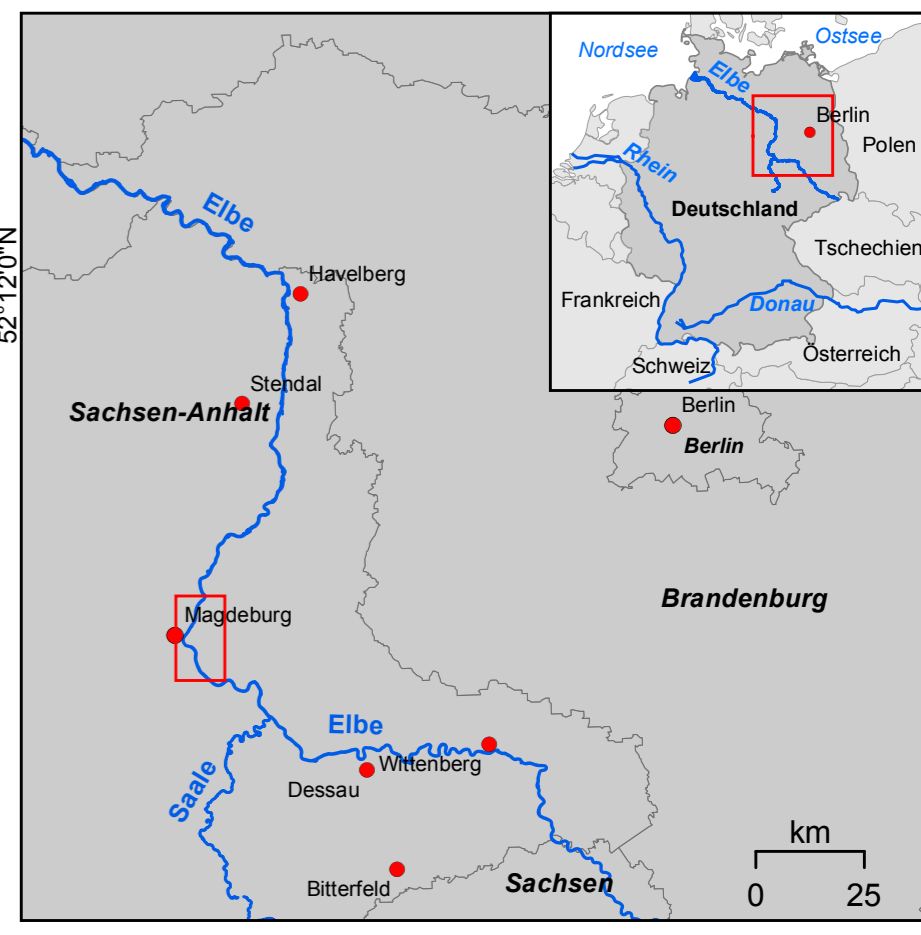 Nordsee
Ostsee
Elbe
Berlin
Polen
Rhein
Deutschland
Tschechien
Frankreich
Donau
Schweiz
Österreich
Elbe
52°12'0"N
Havelberg
Stendal
Sachsen-Anhalt
Berlin
Berlin
Brandenburg
Magdeburg
Elbe
Wittenberg
Saale
Dessau
km
Bitterfeld
Sachsen
0 25